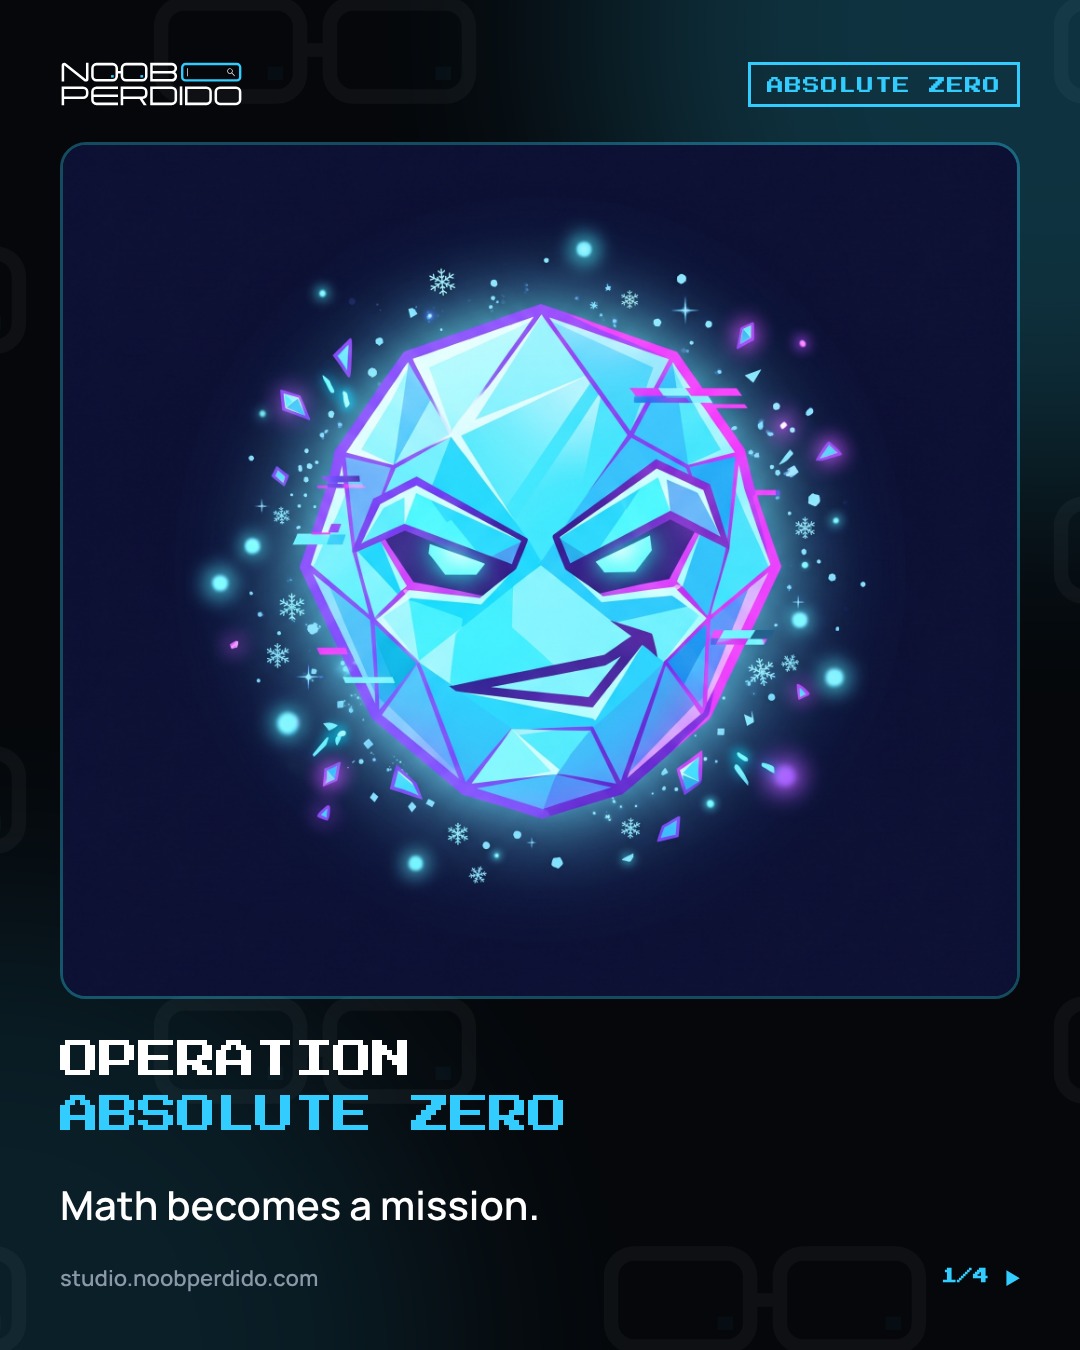 NOOB
PERDIDO
ABSOLUTE ZERO
OPERATION
ABSOLUTE ZERO
Math becomes a mission.
studio.noobperdido.com
1/4